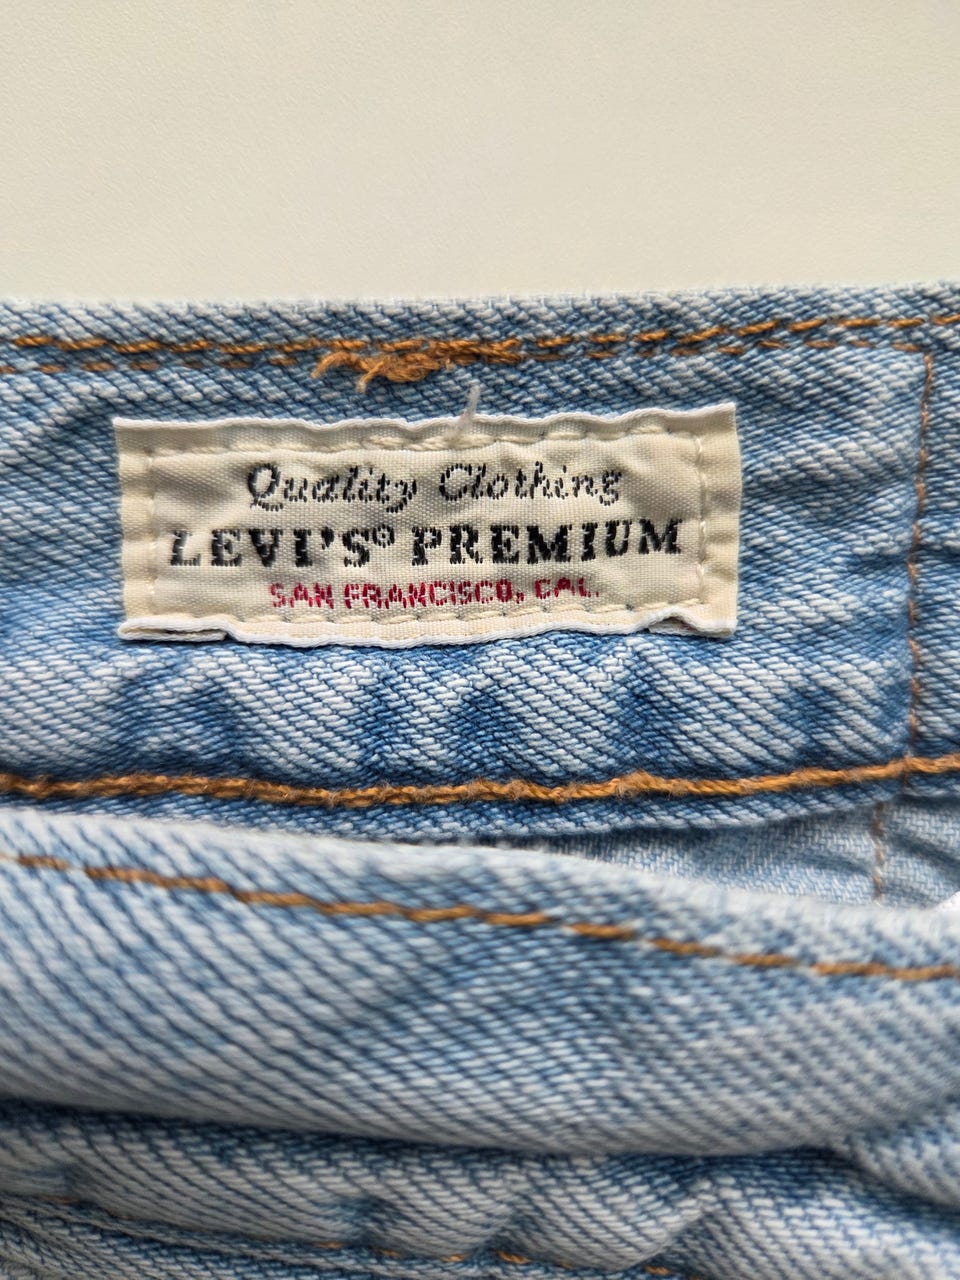 Quality Clothing
LEVI'S® PREMIUM
SAN FRANCISCO, CAL.